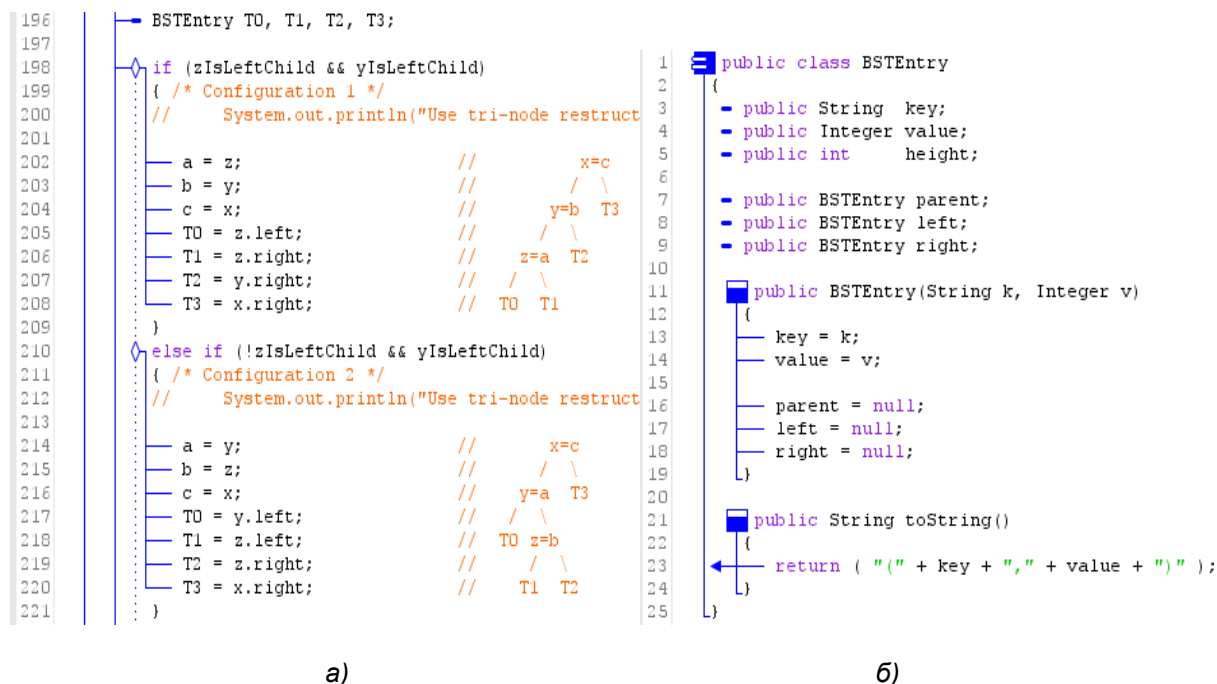 196 BSTEntry T0, T1, T2, T3;
197
198 if (zIsLeftChild && yIsLeftChild)
199 { /* Configuration 1 */
200 //      System.out.println("Use tri-node restruct
201
202 a = z;                  //          x=c
203 b = y;                  //         /   \
204 c = x;                  //       y=b  T3
205 T0 = z.left;            //      /  \
206 T1 = z.right;           //    z=a   T2
207 T2 = y.right;           //   /  \
208 T3 = x.right;           //  T0  T1
209 }
210 else if (!zIsLeftChild && yIsLeftChild)
211 { /* Configuration 2 */
212 //      System.out.println("Use tri-node restruct
213
214 a = y;                  //       x=c
215 b = z;                  //      /  \
216 c = x;                  //    y=a  T3
217 T0 = y.left;            //   /  \
218 T1 = z.left;            //  T0 z=b
219 T2 = z.right;           //     /  \
220 T3 = x.right;           //    T1  T2
221 }
а)
1 public class BSTEntry
2 {
3 public String  key;
4 public Integer value;
5 public int     height;
6
7 public BSTEntry parent;
8 public BSTEntry left;
9 public BSTEntry right;
10
11 public BSTEntry(String k, Integer v)
12 {
13 key = k;
14 value = v;
15
16 parent = null;
17 left = null;
18 right = null;
19 }
20
21 public String toString()
22 {
23 return ( "(" + key + "," + value + ")" );
24 }
25 }
б)